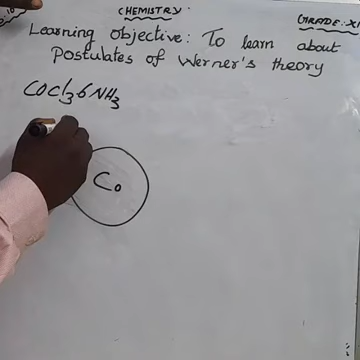 CHEMISTRY
GRADE: XI
Learning objective: To learn about
Postulates of Werner's theory
COCl3 6NH3
Co